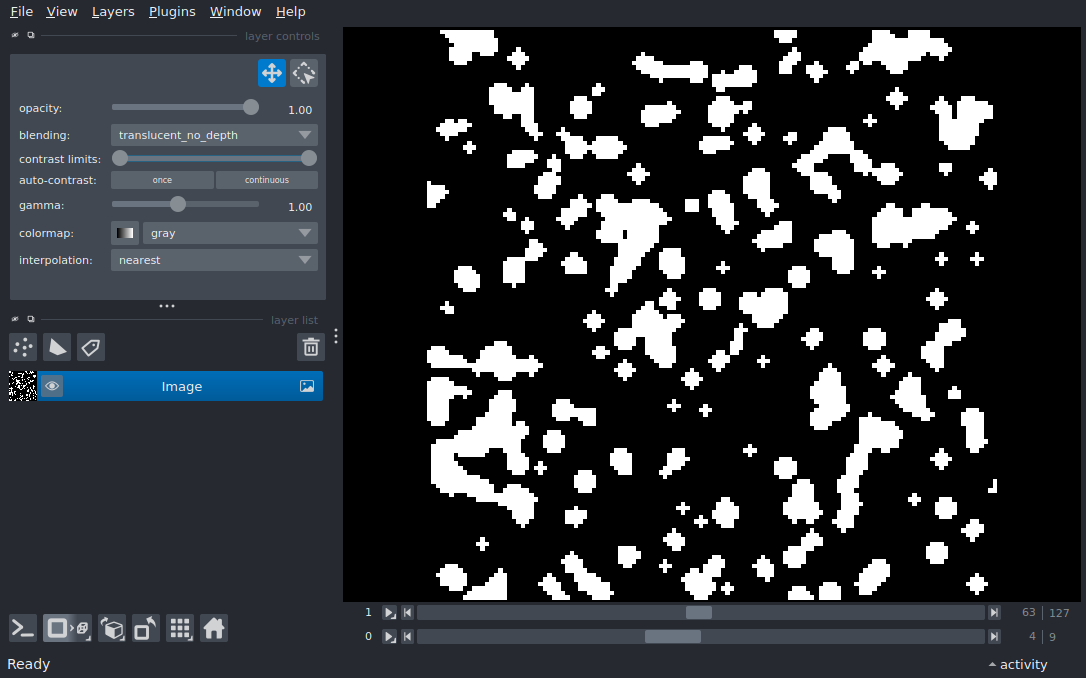 File View Layers Plugins Window Help
layer controls
opacity: 1.00
blending: translucent_no_depth
contrast limits:
auto-contrast: once continuous
gamma: 1.00
colormap: gray
interpolation: nearest
layer list
Image
1 63 127
0 4 9
Ready activity